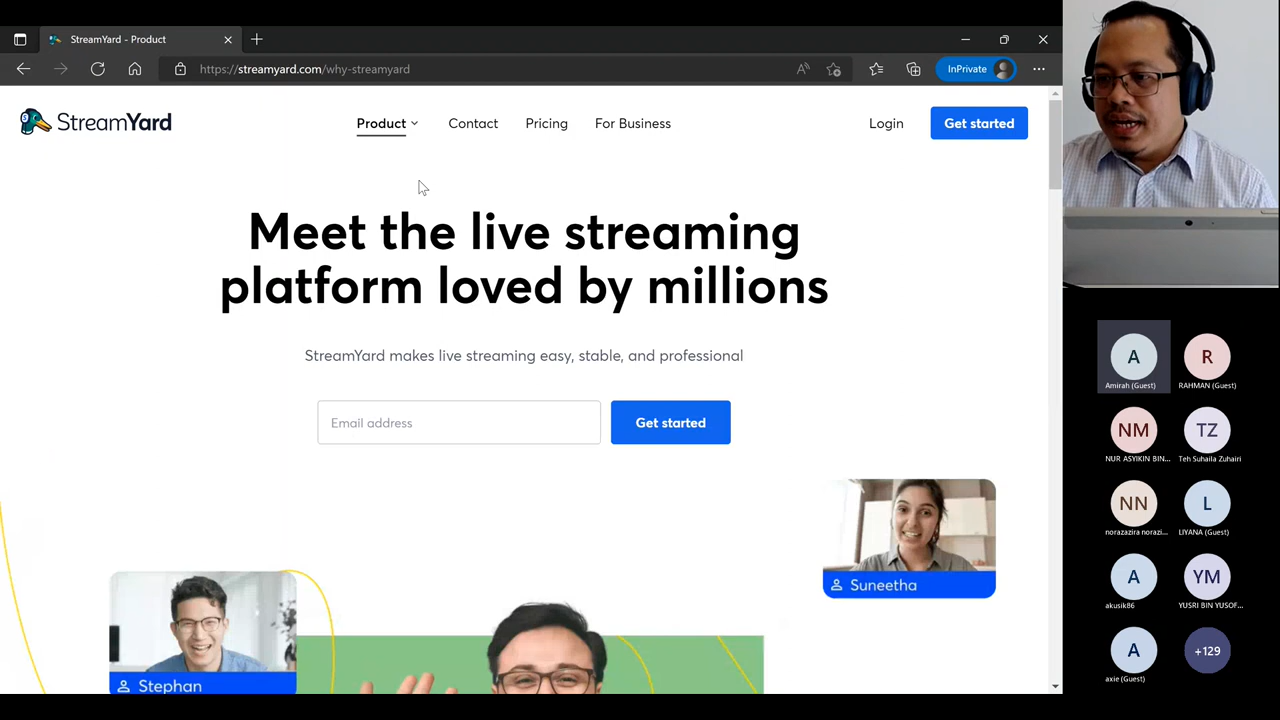 StreamYard - Product
https://streamyard.com/why-streamyard
InPrivate
StreamYard
Product
Contact
Pricing
For Business
Login
Get started
Meet the live streaming
platform loved by millions
StreamYard makes live streaming easy, stable, and professional
Email address
Get started
Suneetha
Stephan
A
Amirah (Guest)
R
RAHMAN (Guest)
NM
NUR ASYIKIN BIN...
TZ
Teh Suhaila Zuhairi
NN
norazazira norazi...
L
LIYANA (Guest)
A
akusik86
YM
YUSRI BIN YUSOF...
A
axie (Guest)
+129